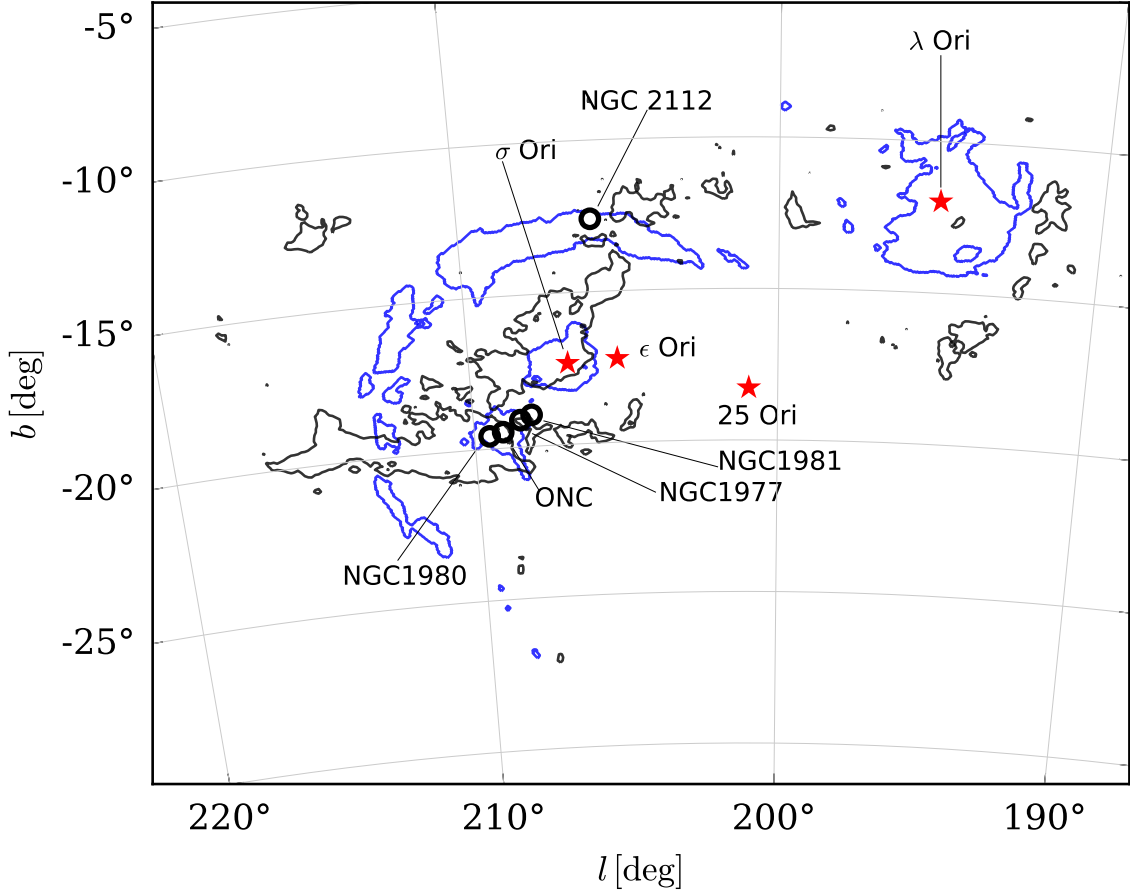 -5°
λ Ori
NGC 2112
σ Ori
-10°
-15°
ϵ Ori
25 Ori
NGC1981
NGC1977
-20°
ONC
NGC1980
-25°
b [deg]
220°
210°
200°
190°
l [deg]